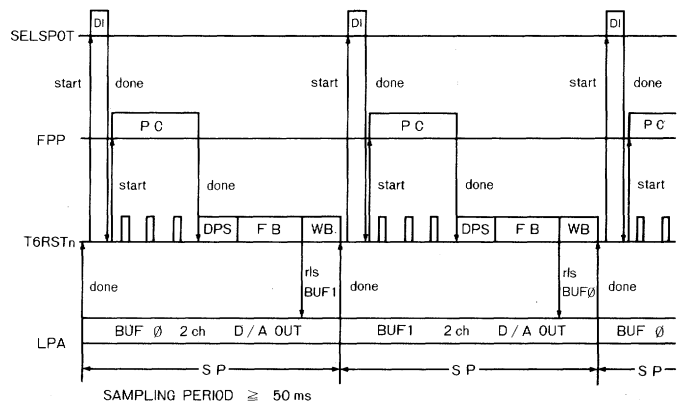 DI DI DI
SELSPOT
start done start done start done
P C P C P C
FPP
start done start done start
DPS F B WB. DPS F B WB
T6RSTn
done rls BUF1 done rls BUFØ done
BUF Ø 2 ch D / A OUT BUF1 2 ch D / A OUT BUF Ø
LPA
S P S P S P
SAMPLING PERIOD ≧ 50 ms